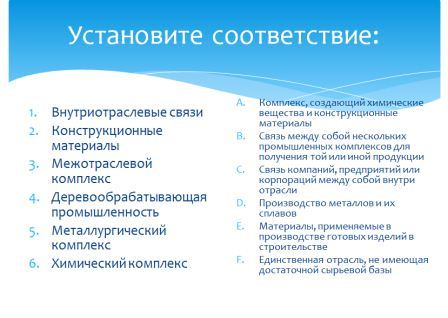 Установите соответствие:
1. Внутриотраслевые связи
2. Конструкционные
материалы
3. Межотраслевой
комплекс
4. Деревообрабатывающая
промышленность
5. Металлургический
комплекс
6. Химический комплекс
A. Комплекс, создающий химические
вещества и конструкционные
материалы
B. Связь между собой нескольких
промышленных комплексов для
получения той или иной продукции
C. Связь компаний, предприятий или
корпораций между собой внутри
отрасли
D. Производство металлов и их
сплавов
E. Материалы, применяемые в
производстве готовых изделий в
строительстве
F. Единственная отрасль, не имеющая
достаточной сырьевой базы